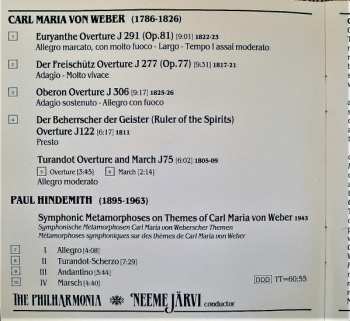 CARL MARIA VON WEBER (1786-1826)
1 Euryanthe Overture J 291 (Op.81) [9:01] 1822-23
Allegro marcato, con molto fuoco - Largo - Tempo I assai moderato
2 Der Freischütz Overture J 277 (Op.77) [9:31] 1817-21
Adagio - Molto vivace
3 Oberon Overture J 306 [9:17] 1825-26
Adagio sostenuto - Allegro con fuoco
4 Der Beherrscher der Geister (Ruler of the Spirits)
Overture J122 [6:17] 1811
Presto
Turandot Overture and March J75 [6:02] 1805-09
5 Overture [3:45] 6 March [2:14]
Allegro moderato
PAUL HINDEMITH (1895-1963)
Symphonic Metamorphoses on Themes of Carl Maria von Weber 1943
Symphonische Metamorphosen Carl Maria von Weberscher Themen
Métamorphoses symphoniques sur des thèmes de Carl Maria von Weber
7 I Allegro [4:08]
8 II Turandot-Scherzo [7:29]
9 III Andantino [3:44]
10 IV Marsch [4:40]
DDD TT=60:55
THE PHILHARMONIA NEEME JÄRVI conductor